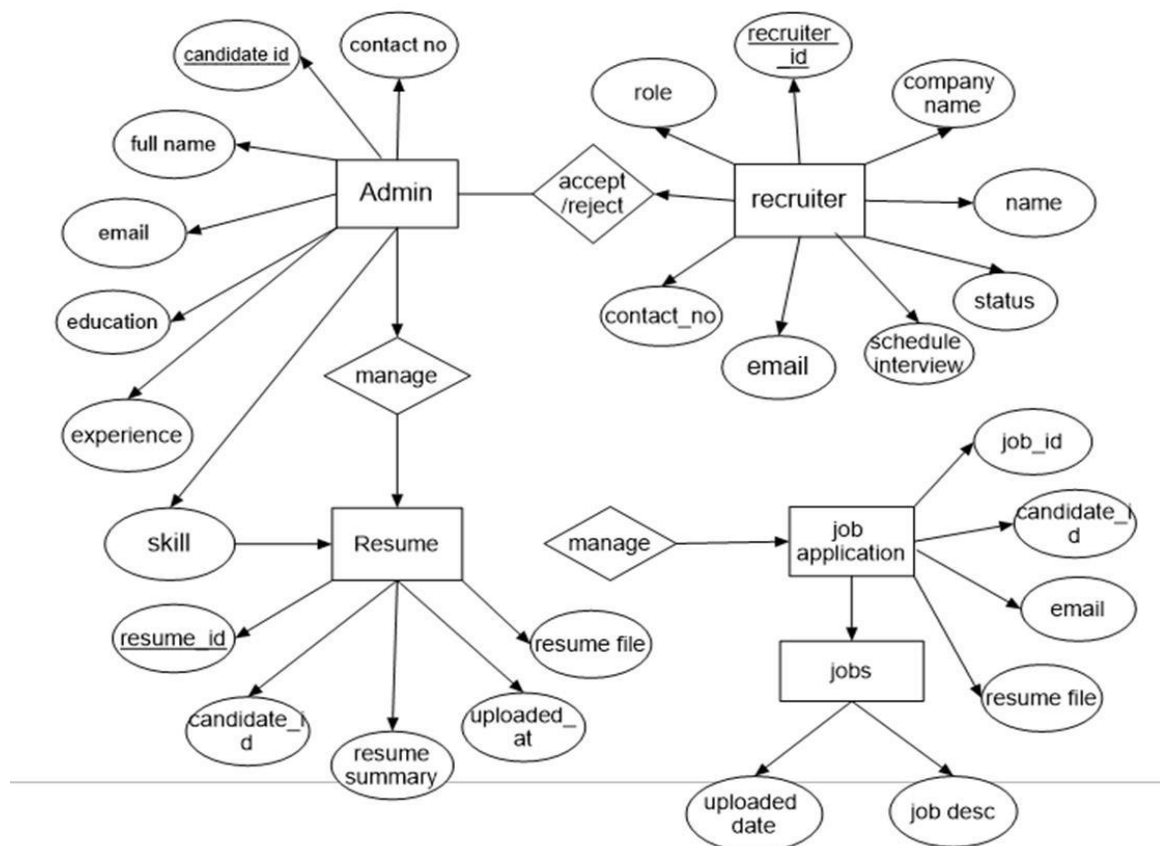 candidate id
contact no
full name
Admin
email
education
experience
skill
manage
Resume
resume_id
candidate_i
d
resume
summary
uploaded_
at
resume file
accept
/reject
recruiter
_id
role
company
name
recruiter
name
status
schedule
interview
email
contact_no
manage
job
application
job_id
candidate_i
d
email
resume file
jobs
uploaded
date
job desc